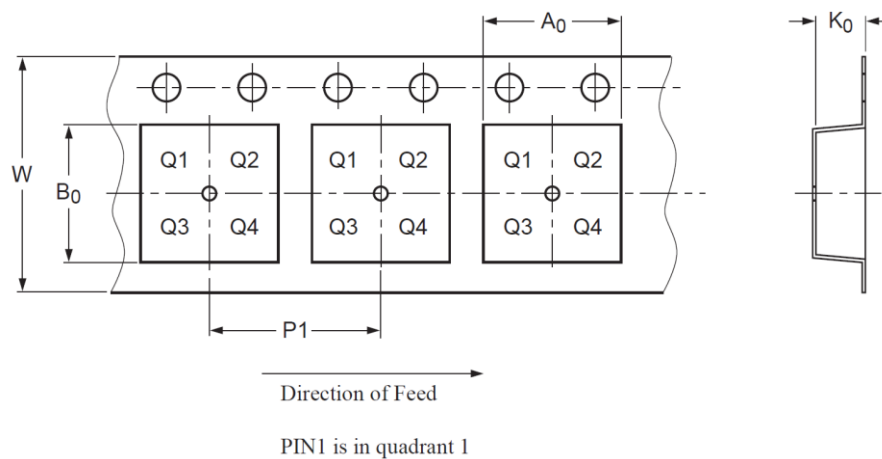 A0
K0
W
B0
Q1 Q2 Q1 Q2 Q1 Q2
Q3 Q4 Q3 Q4 Q3 Q4
P1
Direction of Feed
PIN1 is in quadrant 1